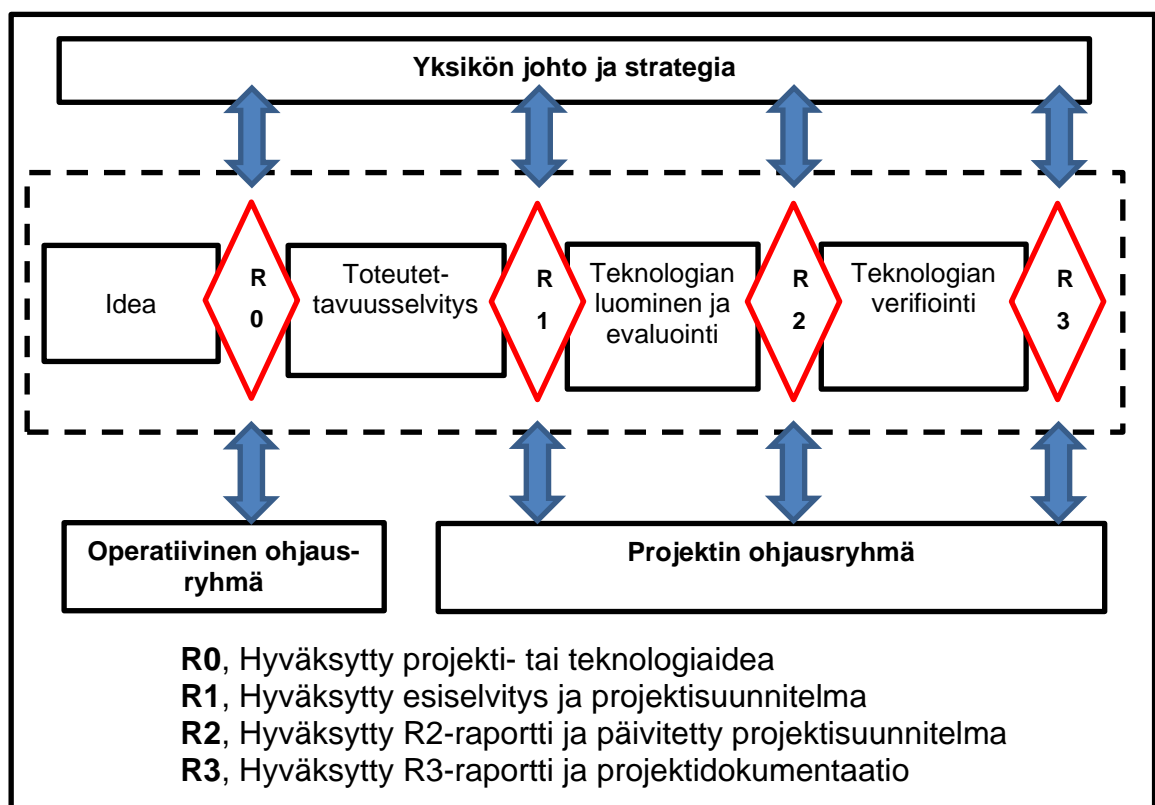 Yksikön johto ja strategia
Idea
R
0
Toteutet-
tavuusselvitys
R
1
Teknologian
luominen ja
evaluointi
R
2
Teknologian
verifiointi
R
3
Operatiivinen ohjaus-
ryhmä
Projektin ohjausryhmä
R0, Hyväksytty projekti- tai teknologiaidea
R1, Hyväksytty esiselvitys ja projektisuunnitelma
R2, Hyväksytty R2-raportti ja päivitetty projektisuunnitelma
R3, Hyväksytty R3-raportti ja projektidokumentaatio